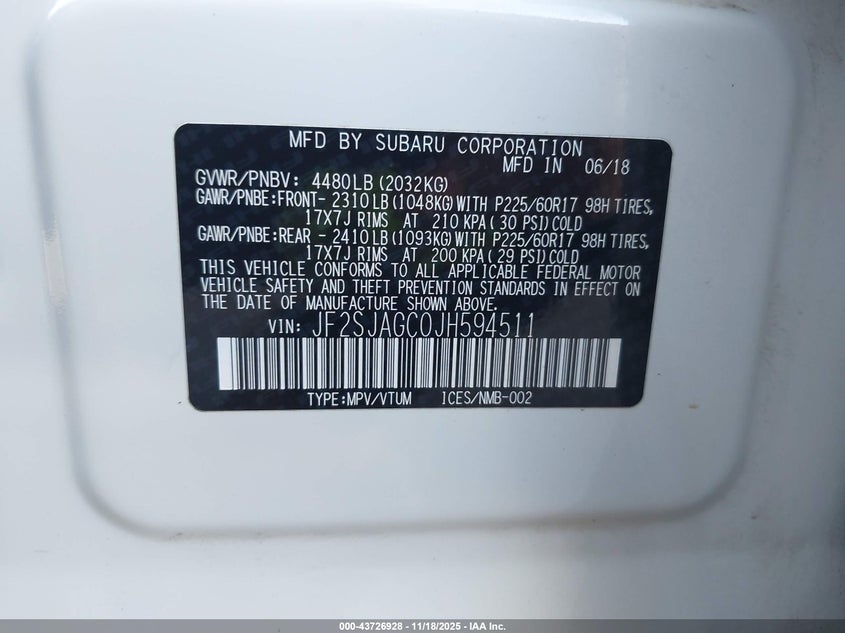 MFD BY SUBARU CORPORATION
MFD IN 06/18
GVWR/PNBV: 4480LB(2032KG)
GAWR/PNBE:FRONT- 2310LB(1048KG)WITH P225/60R17 98H TIRES,
17X7J RIMS AT 210 KPA(30 PSI)COLD
GAWR/PNBE:REAR - 2410LB(1093KG)WITH P225/60R17 98H TIRES,
17X7J RIMS AT 200 KPA(29 PSI)COLD
THIS VEHICLE CONFORMS TO ALL APPLICABLE FEDERAL MOTOR
VEHICLE SAFETY AND THEFT PREVENTION STANDARDS IN EFFECT ON
THE DATE OF MANUFACTURE SHOWN ABOVE.
VIN: JF2SJAGC0JH594511
TYPE:MPV/VTUM ICES/NMB-002
000-43726928 - 11/18/2025 - IAA Inc.